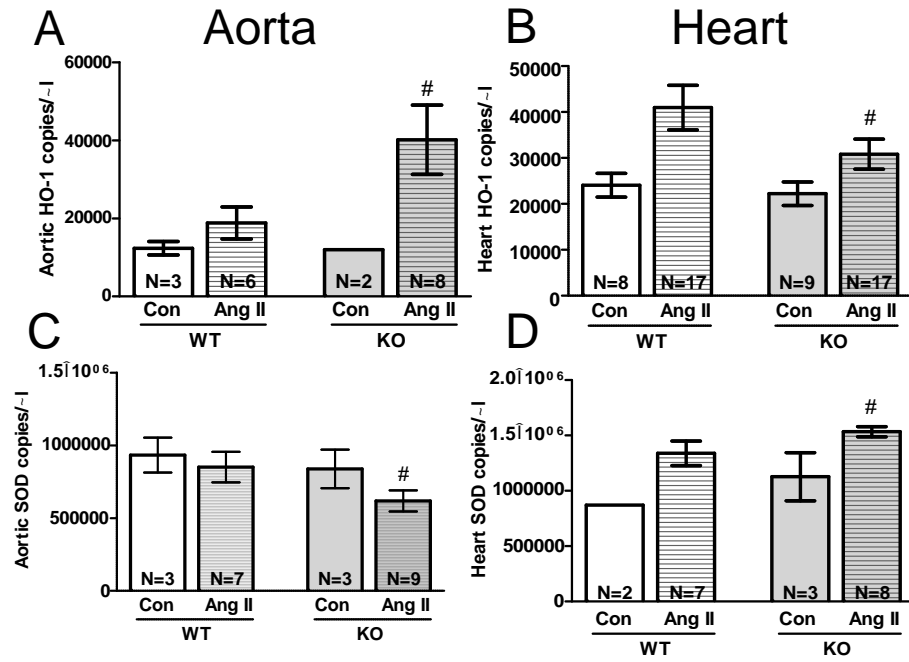 A Aorta
Aortic HO-1 copies/~l
60000
40000
20000
0
#
N=3 N=6 N=2 N=8
Con Ang II Con Ang II
WT KO
B Heart
Heart HO-1 copies/~l
50000
40000
30000
20000
10000
0
#
N=8 N=17 N=9 N=17
Con Ang II Con Ang II
WT KO
C
Aortic SOD copies/~l
1.5Î10⁰⁶
1000000
500000
0
#
N=3 N=7 N=3 N=9
Con Ang II Con Ang II
WT KO
D
Heart SOD copies/~l
2.0Î10⁰⁶
1.5Î10⁰⁶
1000000
500000
0
#
N=2 N=7 N=3 N=8
Con Ang II Con Ang II
WT KO